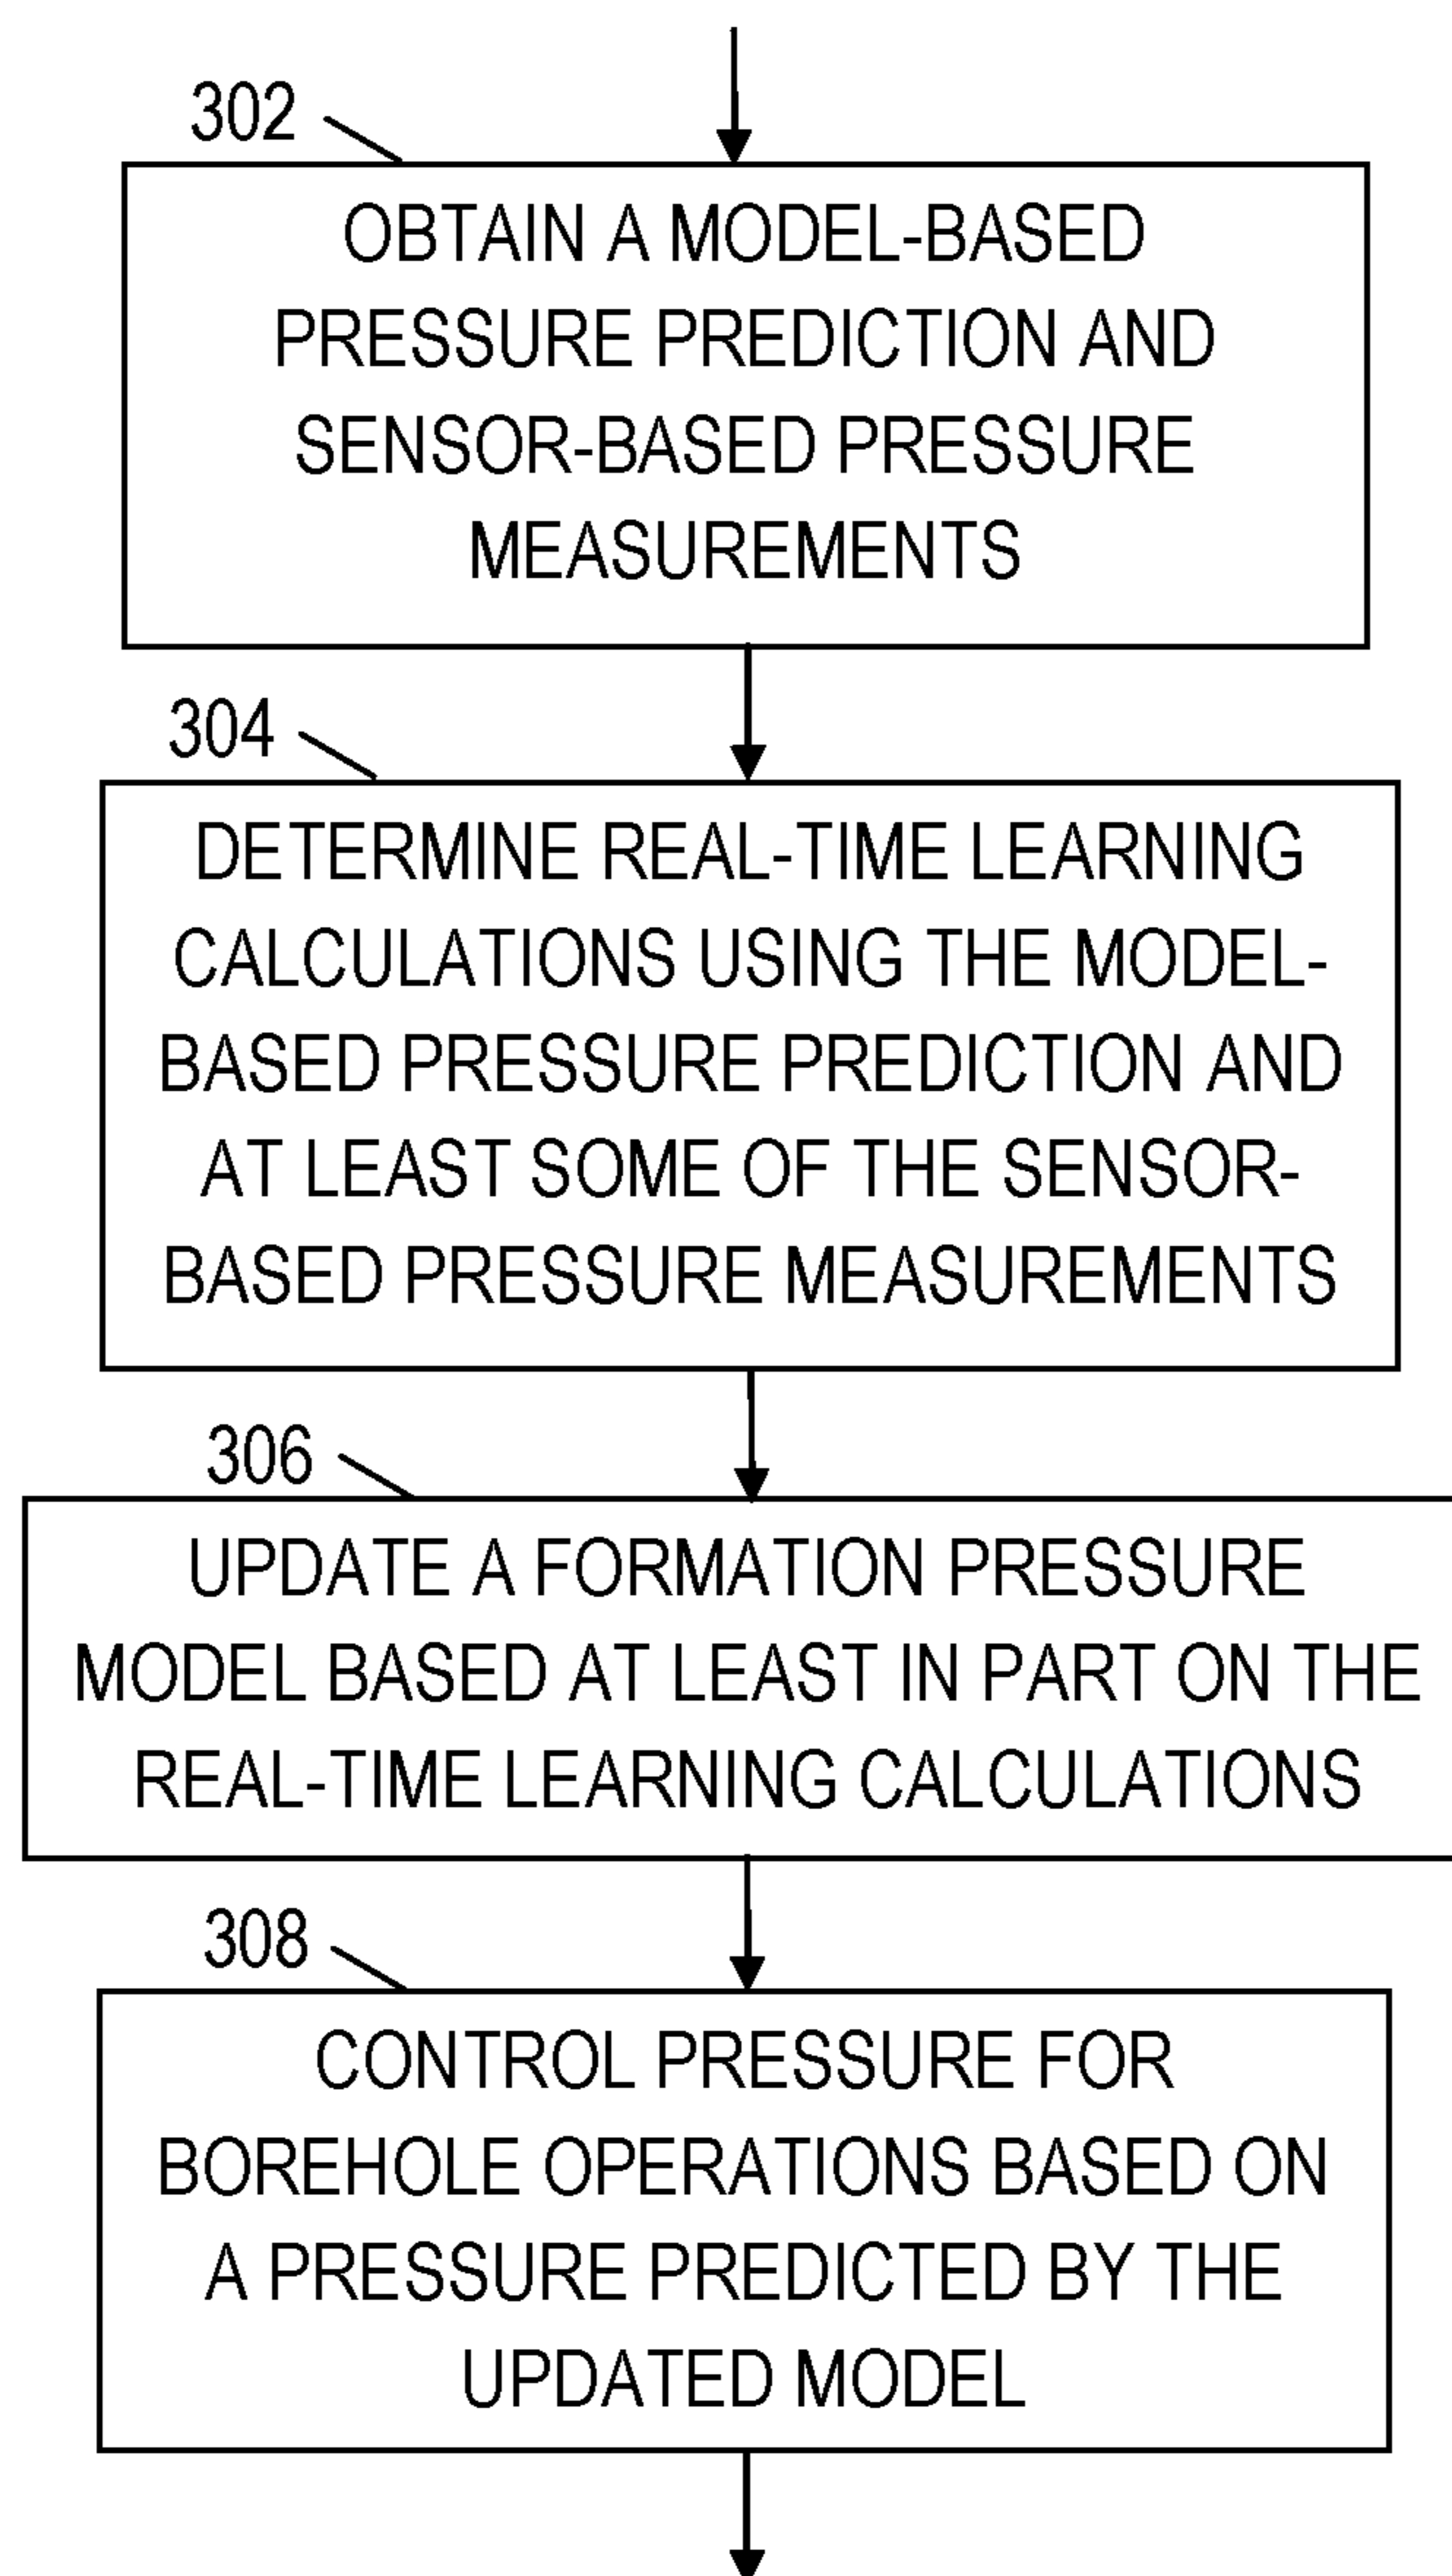 302
OBTAIN A MODEL-BASED
PRESSURE PREDICTION AND
SENSOR-BASED PRESSURE
MEASUREMENTS
304
DETERMINE REAL-TIME LEARNING
CALCULATIONS USING THE MODEL-
BASED PRESSURE PREDICTION AND
AT LEAST SOME OF THE SENSOR-
BASED PRESSURE MEASUREMENTS
306
UPDATE A FORMATION PRESSURE
MODEL BASED AT LEAST IN PART ON THE
REAL-TIME LEARNING CALCULATIONS
308
CONTROL PRESSURE FOR
BOREHOLE OPERATIONS BASED ON
A PRESSURE PREDICTED BY THE
UPDATED MODEL